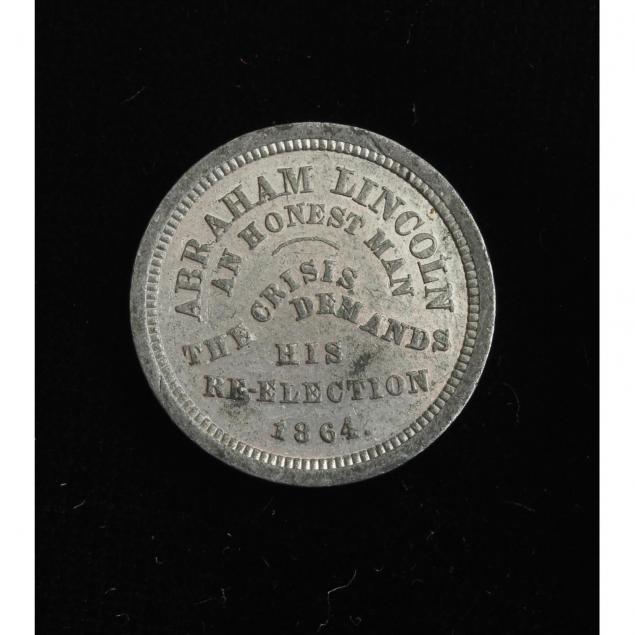 ABRAHAM LINCOLN
AN HONEST MAN
THE CRISIS
DEMANDS
HIS
RE-ELECTION
1864.